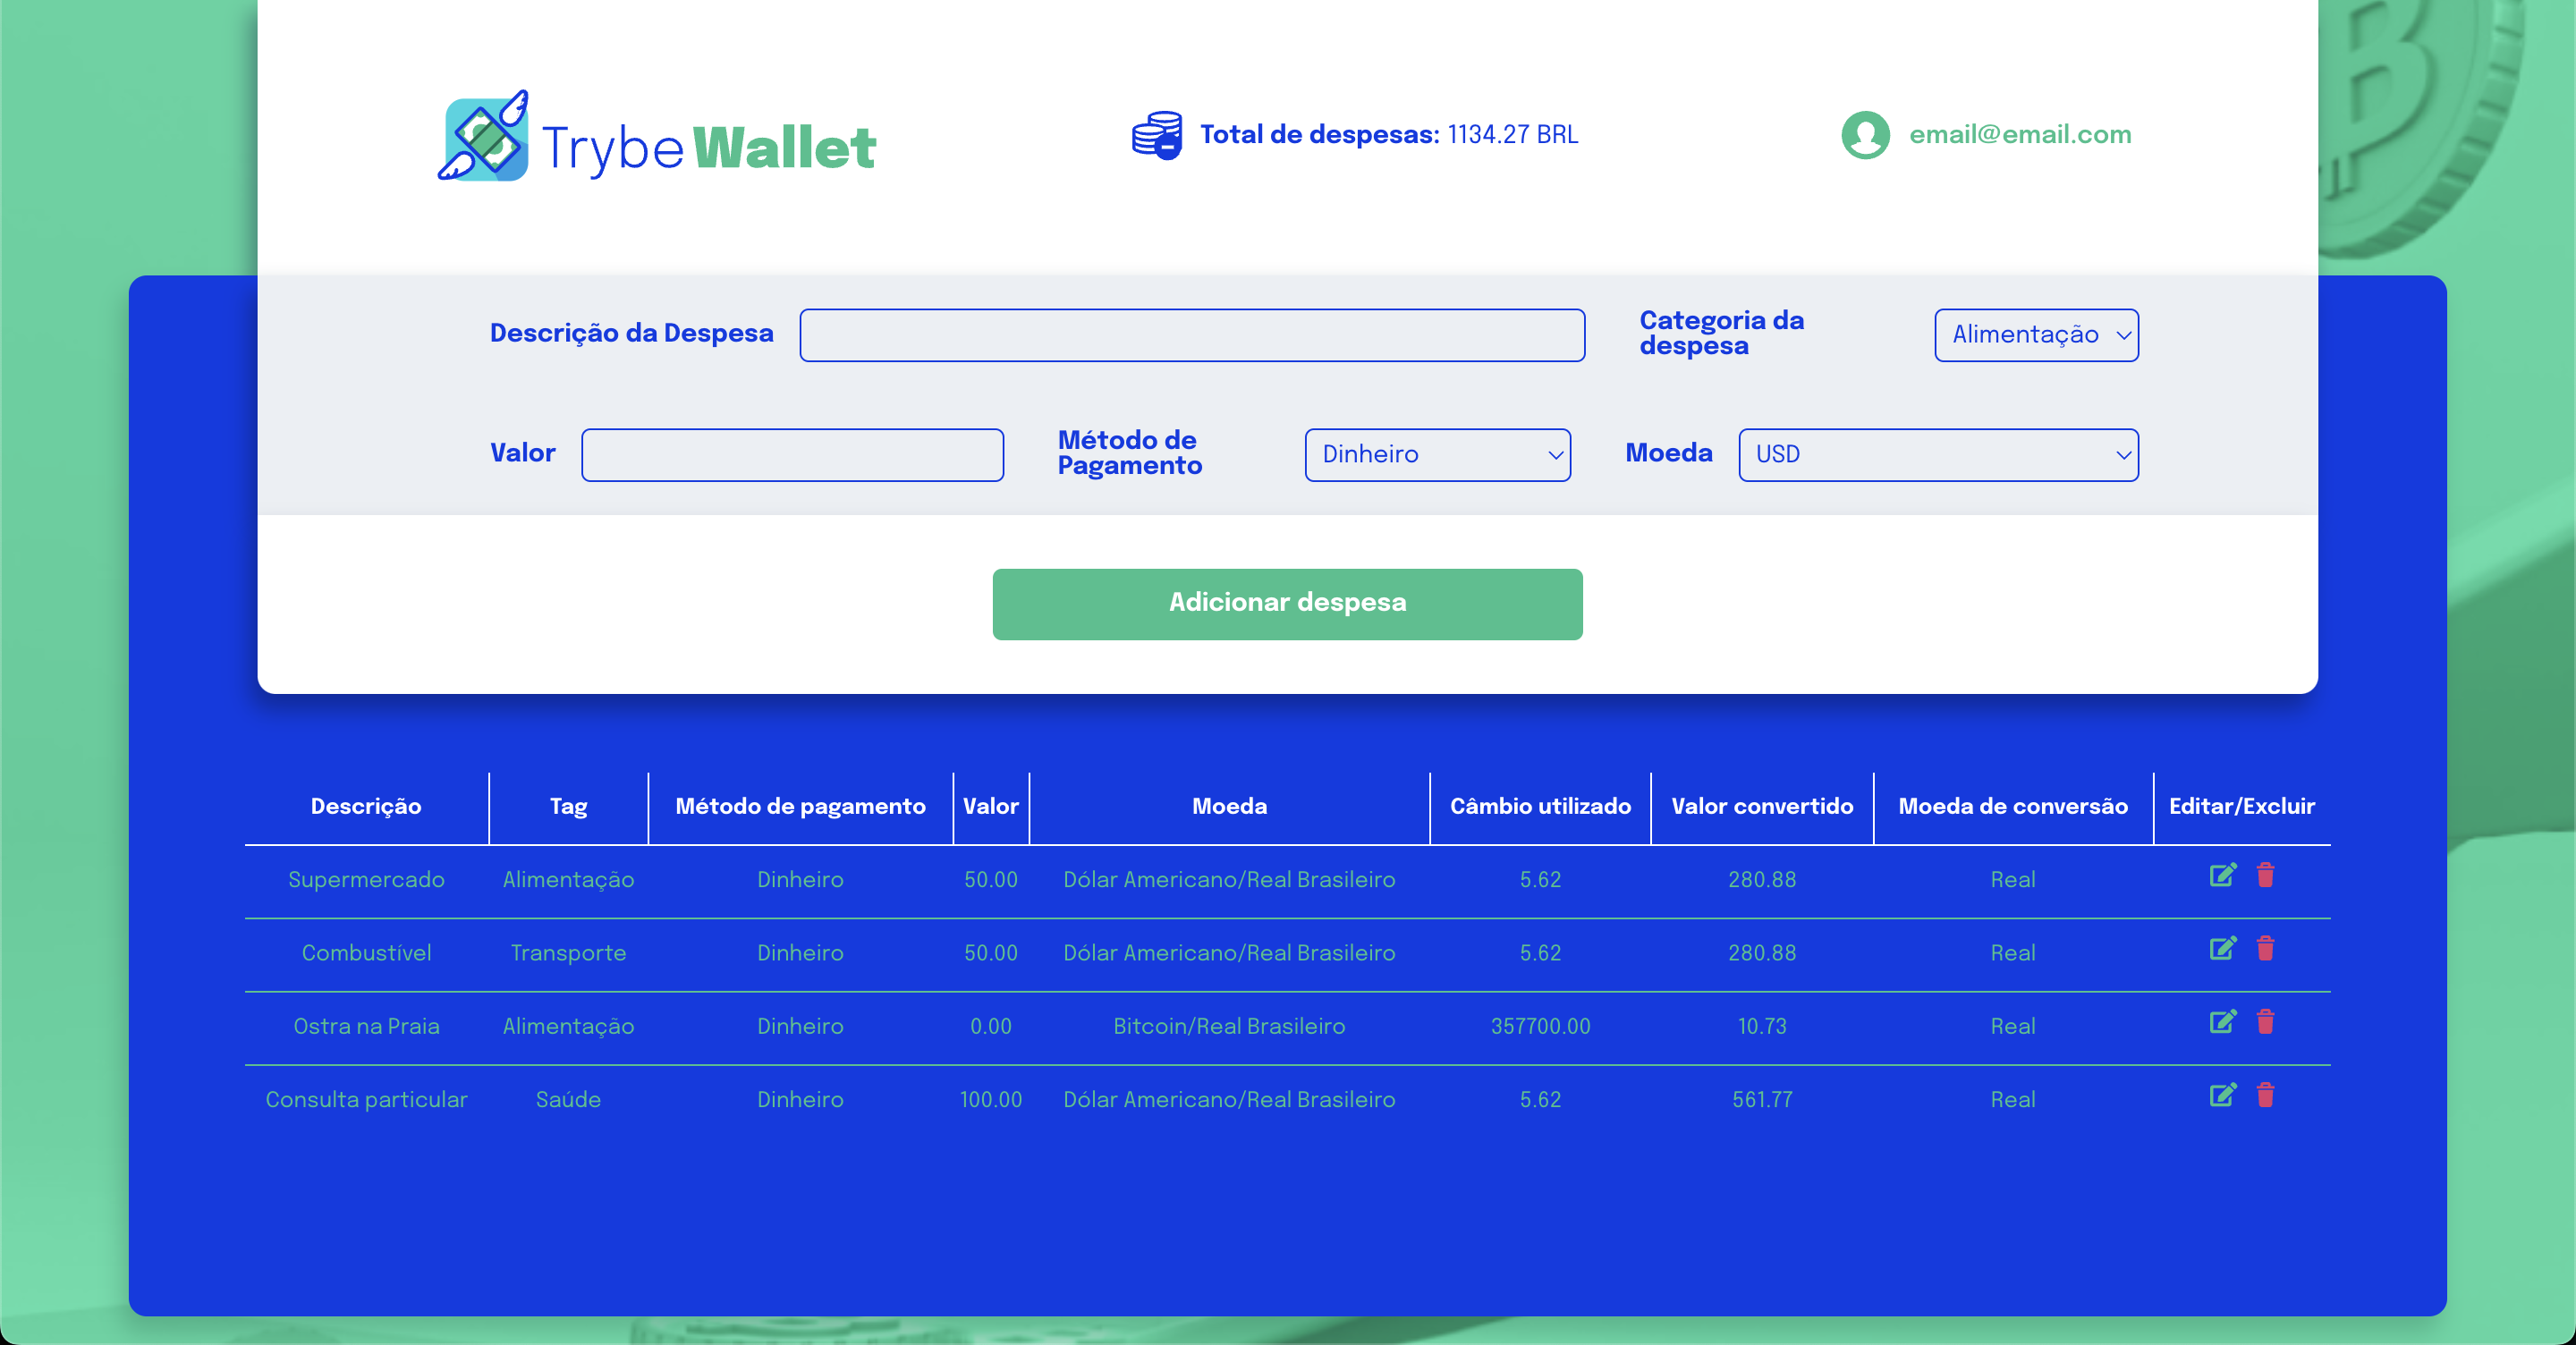 Trybe Wallet
Total de despesas: 1134.27 BRL
email@email.com
Descrição da Despesa
Categoria da
despesa
Alimentação
Valor
Método de
Pagamento
Dinheiro
Moeda
USD
Adicionar despesa
Descrição Tag Método de pagamento Valor Moeda Câmbio utilizado Valor convertido Moeda de conversão Editar/Excluir
Supermercado Alimentação Dinheiro 50.00 Dólar Americano/Real Brasileiro 5.62 280.88 Real
Combustível Transporte Dinheiro 50.00 Dólar Americano/Real Brasileiro 5.62 280.88 Real
Ostra na Praia Alimentação Dinheiro 0.00 Bitcoin/Real Brasileiro 357700.00 10.73 Real
Consulta particular Saúde Dinheiro 100.00 Dólar Americano/Real Brasileiro 5.62 561.77 Real